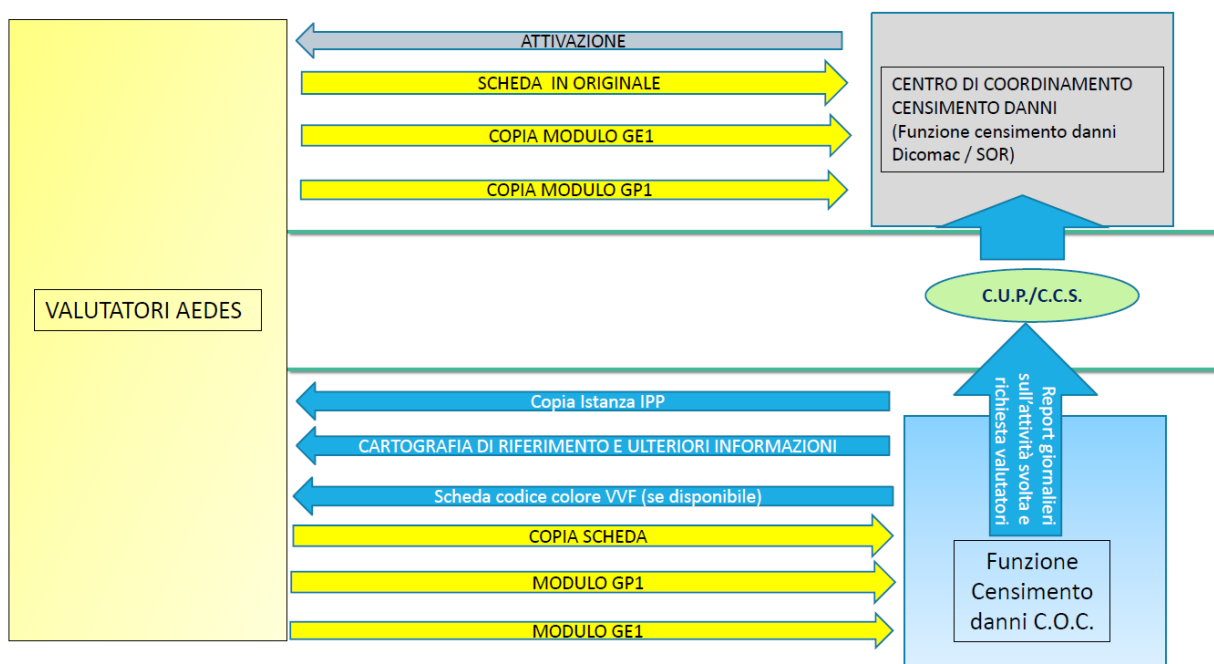 ATTIVAZIONE
SCHEDA IN ORIGINALE
COPIA MODULO GE1
COPIA MODULO GP1
CENTRO DI COORDINAMENTO
CENSIMENTO DANNI
(Funzione censimento danni
Dicomac / SOR)
VALUTATORI AEDES
C.U.P./C.C.S.
Report giornalieri
sull'attività svolta e
richiesta valutatori
Copia Istanza IPP
CARTOGRAFIA DI RIFERIMENTO E ULTERIORI INFORMAZIONI
Scheda codice colore VVF (se disponibile)
COPIA SCHEDA
MODULO GP1
MODULO GE1
Funzione
Censimento
danni C.O.C.